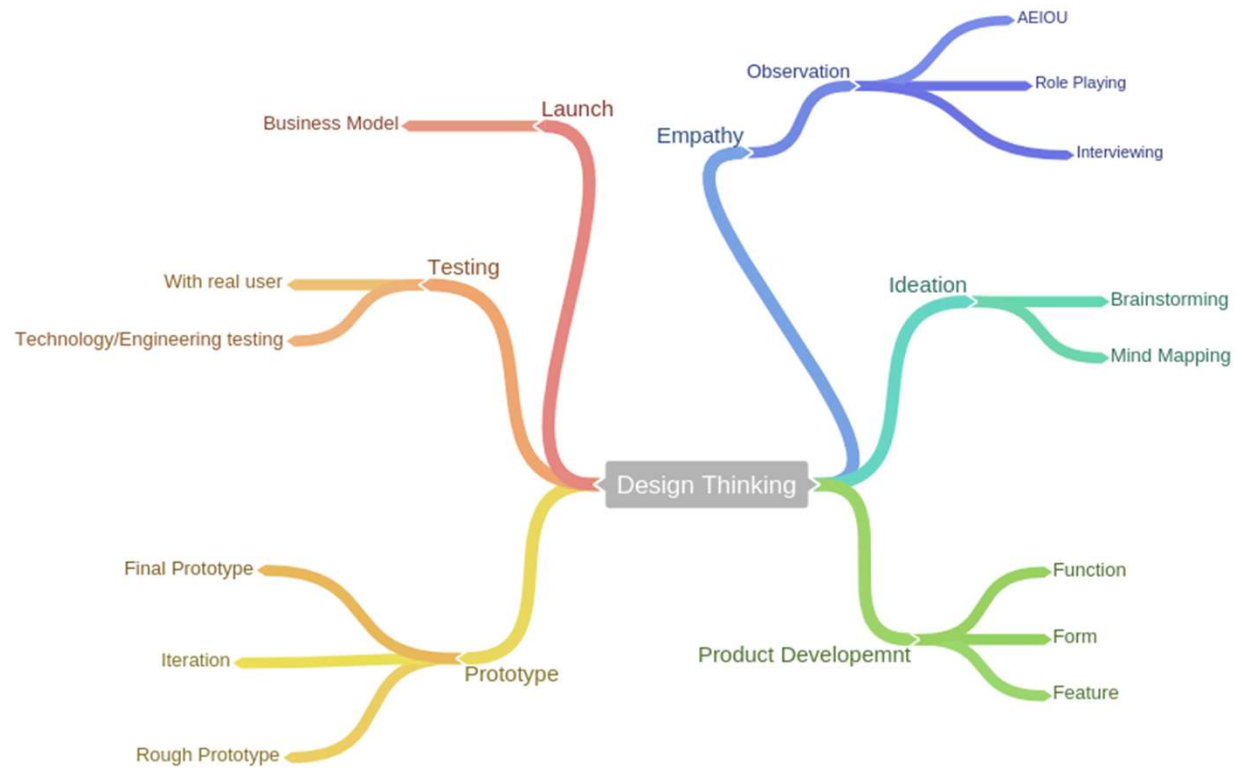 AEIOU
Observation
Role Playing
Launch
Business Model
Empathy
Interviewing
Testing
With real user
Ideation
Brainstorming
Technology/Engineering testing
Mind Mapping
Design Thinking
Final Prototype
Function
Form
Product Developemnt
Iteration
Prototype
Feature
Rough Prototype